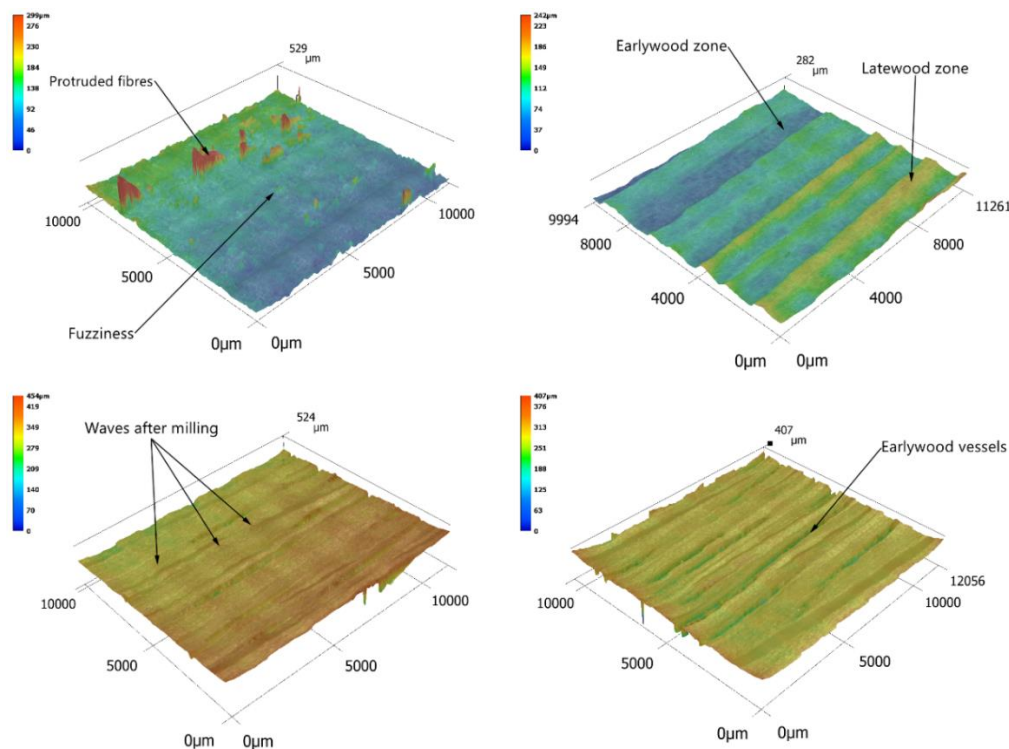 299µm
276
230
184
138
92
46
0
Protruded fibres
529
µm
10000
5000
0µm
0µm
5000
10000
Fuzziness
242µm
223
186
149
112
74
37
0
Earlywood zone
282
µm
Latewood zone
9994
8000
4000
0µm
0µm
4000
8000
11261
454µm
419
349
279
209
140
70
0
Waves after milling
524
µm
10000
5000
0µm
0µm
5000
10000
407µm
376
313
251
188
125
63
0
407
µm
Earlywood vessels
10000
5000
0µm
0µm
5000
10000
12056